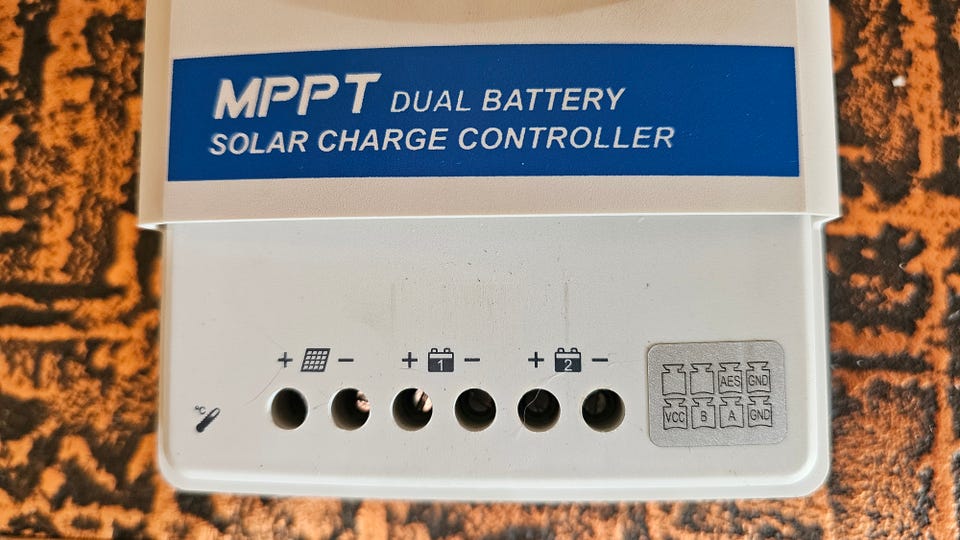 MPPT DUAL BATTERY
SOLAR CHARGE CONTROLLER
+ - + 1 - + 2 -
°C
AES GND
VCC B A GND